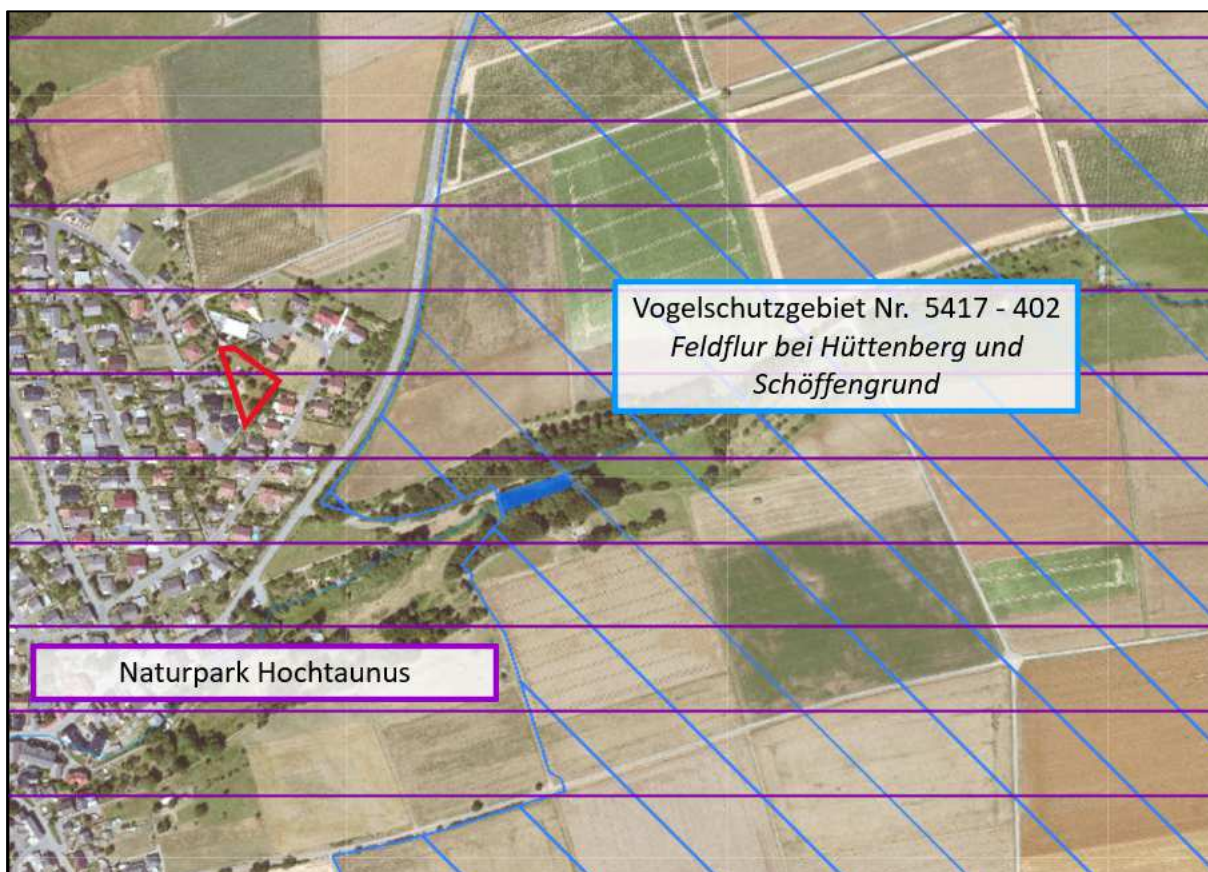 Vogelschutzgebiet Nr. 5417 - 402
Feldflur bei Hüttenberg und
Schöffengrund
Naturpark Hochtaunus